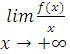 lim f(x)/x
x → +∞